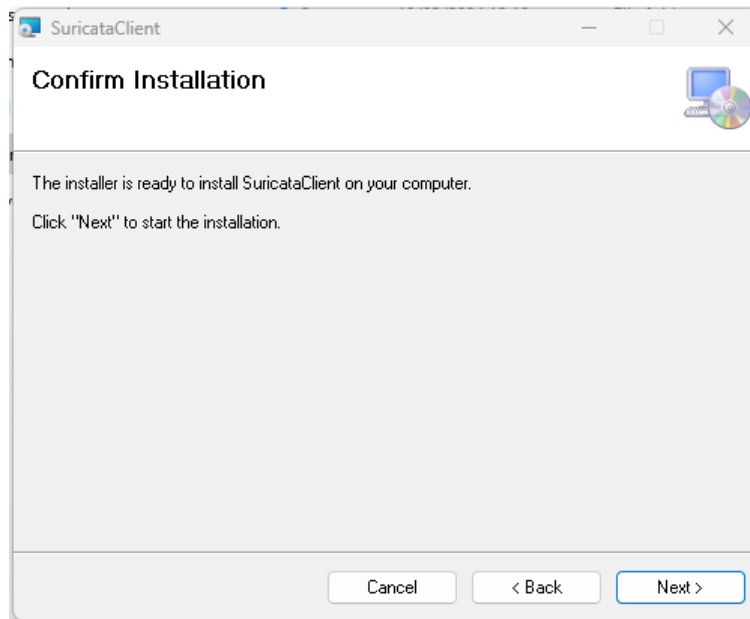 SuricataClient
Confirm Installation
The installer is ready to install SuricataClient on your computer.
Click "Next" to start the installation.
Cancel
< Back
Next >